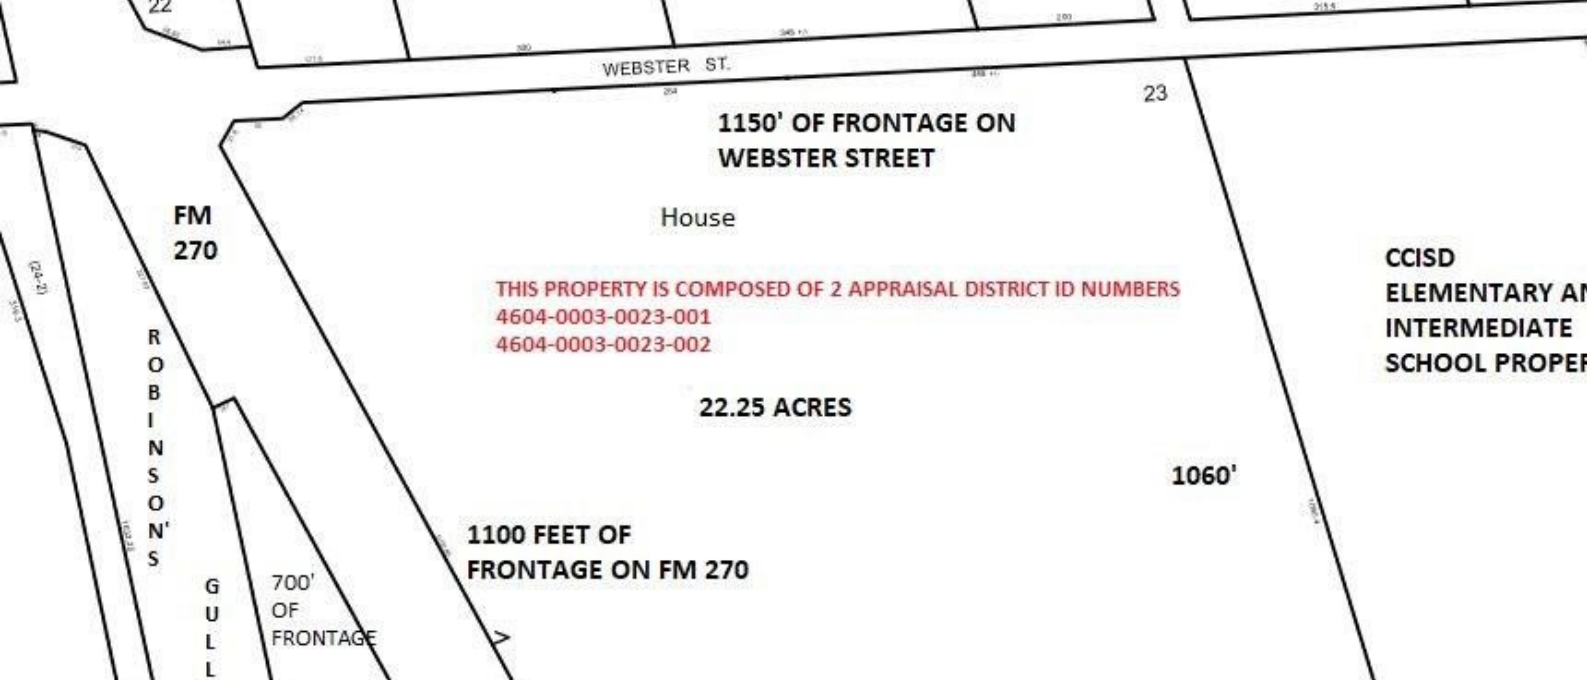 22
WEBSTER ST.
23
1150' OF FRONTAGE ON
WEBSTER STREET
FM
270
House
CCISD
ELEMENTARY AN
INTERMEDIATE
SCHOOL PROPER
(24-2)
THIS PROPERTY IS COMPOSED OF 2 APPRAISAL DISTRICT ID NUMBERS
4604-0003-0023-001
4604-0003-0023-002
R
O
B
I
N
S
O
N'
S
22.25 ACRES
1060'
1100 FEET OF
FRONTAGE ON FM 270
G
U
L
L
700'
OF
FRONTAGE